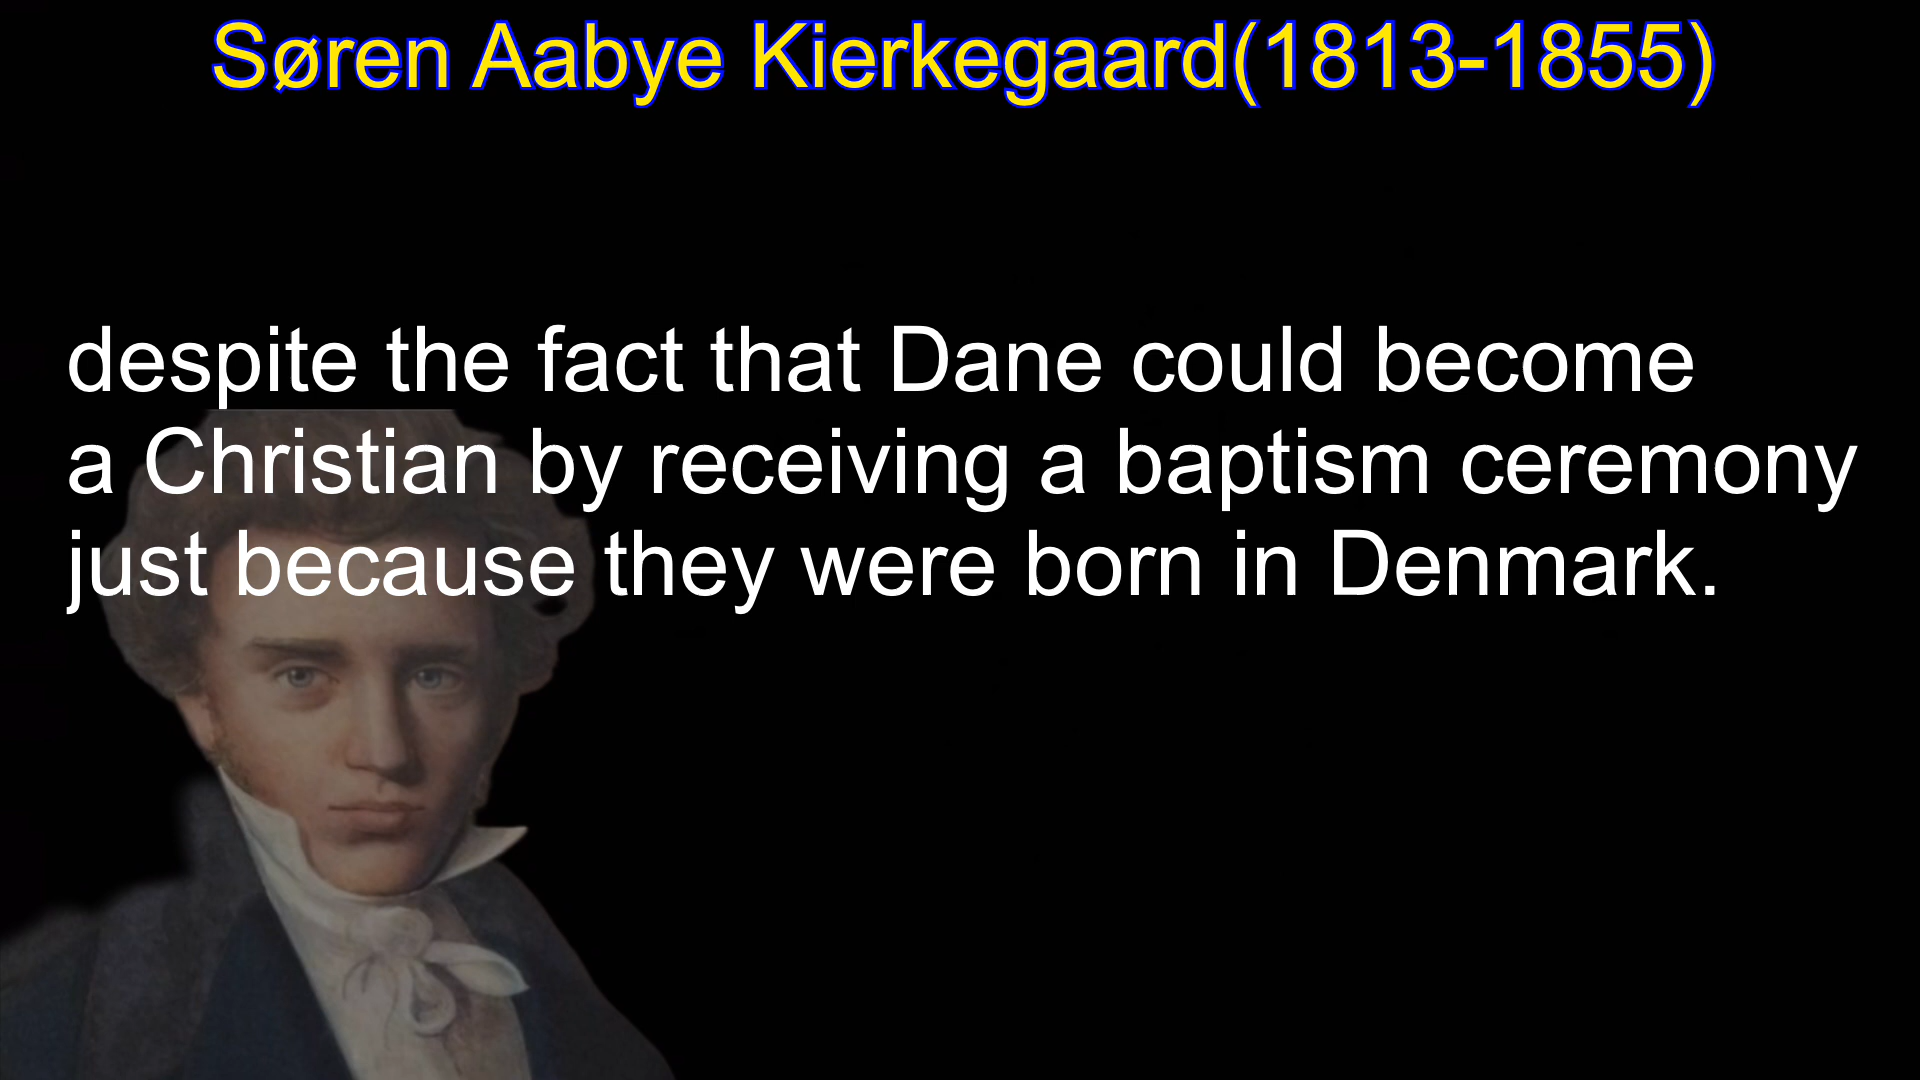 Søren Aabye Kierkegaard(1813-1855)
despite the fact that Dane could become
a Christian by receiving a baptism ceremony
just because they were born in Denmark.